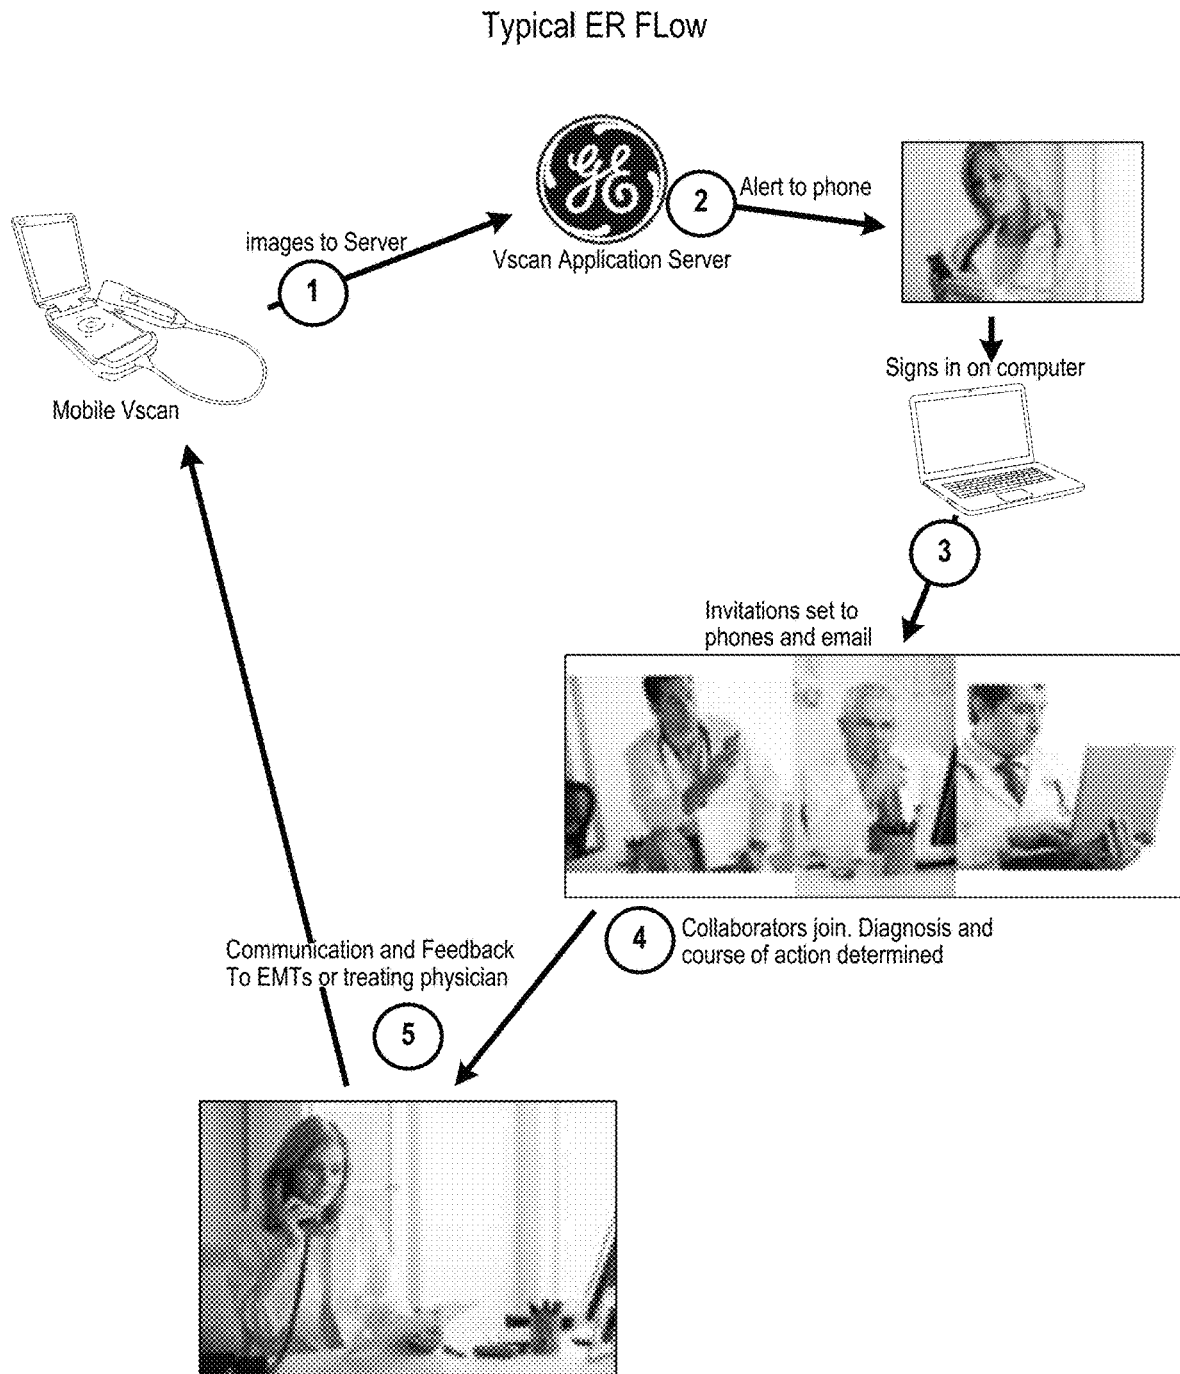 Typical ER FLow
images to Server
1
GE
Vscan Application Server
2
Alert to phone
Mobile Vscan
Signs in on computer
3
Invitations set to
phones and email
4
Collaborators join. Diagnosis and
course of action determined
Communication and Feedback
To EMTs or treating physician
5